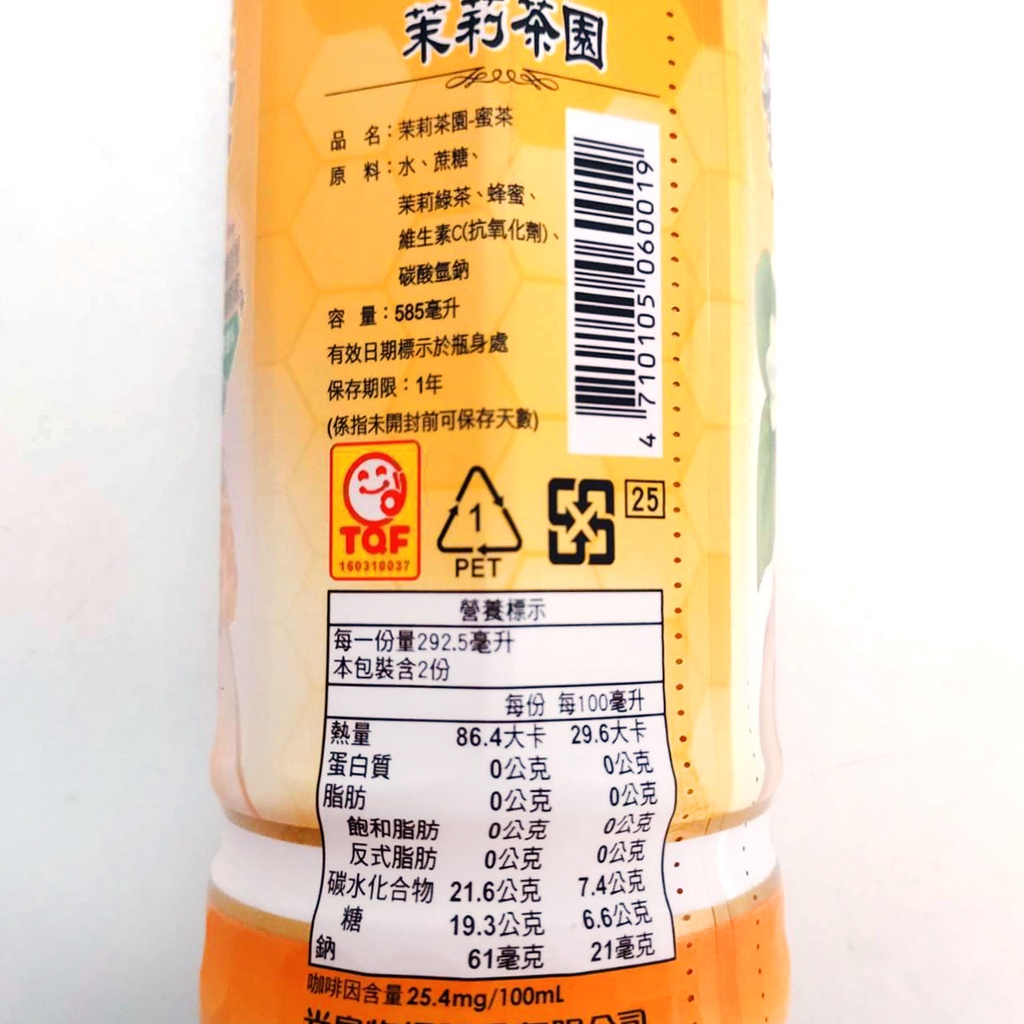 茉莉茶園
品 名：茉莉茶園-蜜茶
原 料：水、蔗糖、
茉莉綠茶、蜂蜜、
維生素C(抗氧化劑)、
碳酸氫鈉
容 量：585毫升
有效日期標示於瓶身處
保存期限：1年
(係指未開封前可保存天數)
4 710105 060019
TQF
160310037
1
PET
25
營養標示
每一份量292.5毫升
本包裝含2份
每份 每100毫升
熱量 86.4大卡 29.6大卡
蛋白質 0公克 0公克
脂肪 0公克 0公克
飽和脂肪 0公克 0公克
反式脂肪 0公克 0公克
碳水化合物 21.6公克 7.4公克
糖 19.3公克 6.6公克
鈉 61毫克 21毫克
咖啡因含量25.4mg/100mL